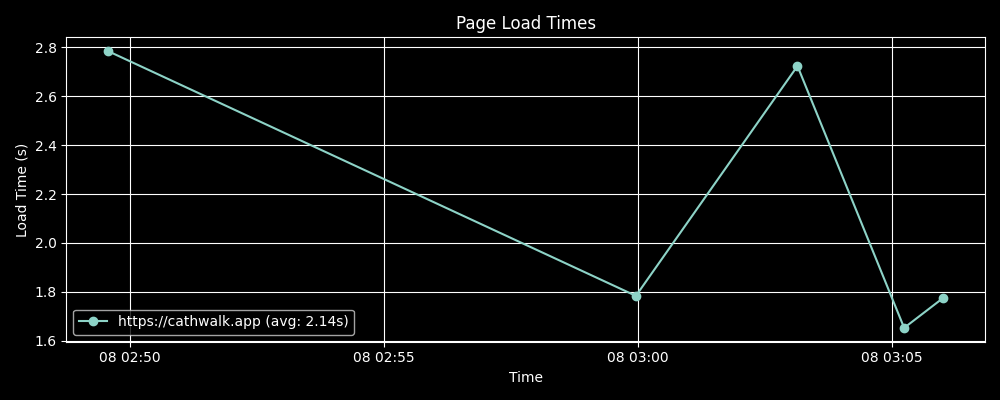 Page Load Times
Load Time (s)
2.8
2.6
2.4
2.2
2.0
1.8
1.6
https://cathwalk.app (avg: 2.14s)
08 02:50
08 02:55
08 03:00
08 03:05
Time